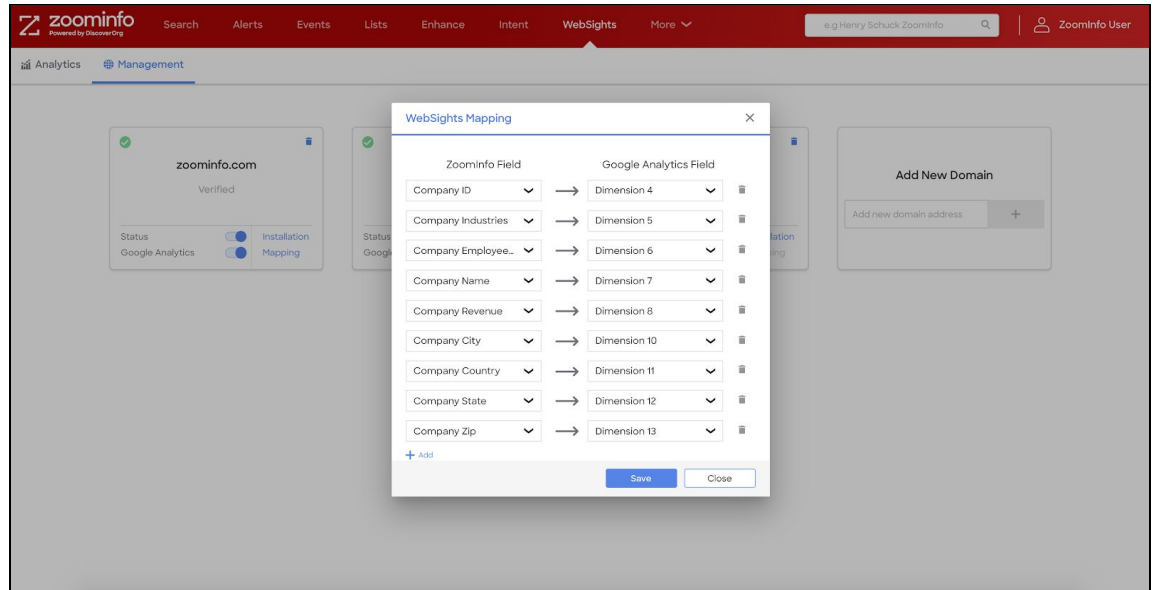 zoominfo
Powered by DiscoverOrg
Search Alerts Events Lists Enhance Intent WebSights More
e.g Henry Schuck ZoomInfo
ZoomInfo User
Analytics Management
WebSights Mapping
ZoomInfo Field Google Analytics Field
Company ID Dimension 4
Company Industries Dimension 5
Company Employee... Dimension 6
Company Name Dimension 7
Company Revenue Dimension 8
Company City Dimension 10
Company Country Dimension 11
Company State Dimension 12
Company Zip Dimension 13
+ Add
Save Close
zoominfo.com
Verified
Status Installation
Google Analytics Mapping
Status
Googl
lation
ing
Add New Domain
Add new domain address +